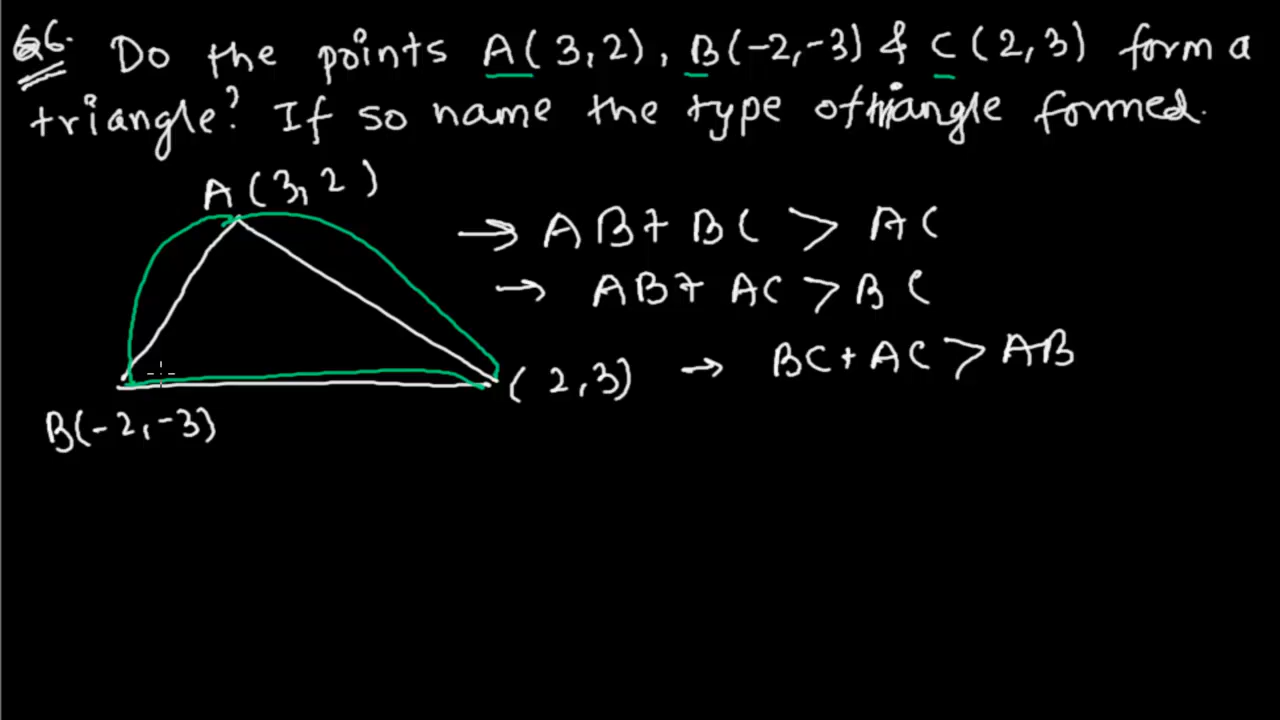 Q6. Do the points A(3,2), B(-2,-3) & C(2,3) form a
triangle? If so name the type of triangle formed.
A(3,2)
→ AB+BC > AC
→ AB+AC > BC
(2,3) → BC+AC > AB
B(-2,-3)